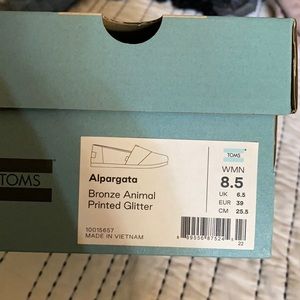 TOMS
Alpargata
Bronze Animal
Printed Glitter
10015657
MADE IN VIETNAM
TOMS
WMN
8.5
UK 6.5
EUR 39
CM 25.5
22